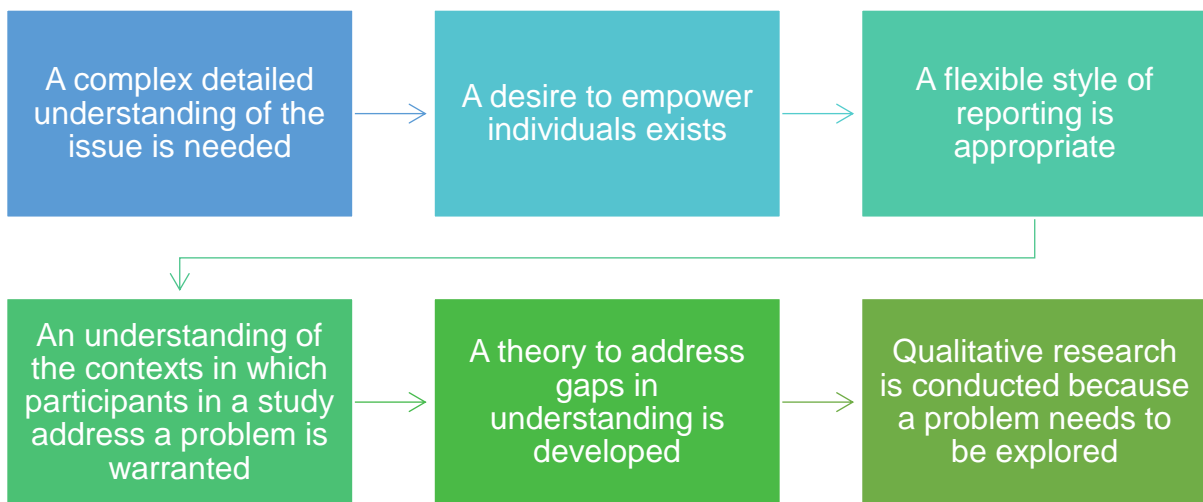 A complex detailed
understanding of the
issue is needed
A desire to empower
individuals exists
A flexible style of
reporting is
appropriate
An understanding of
the contexts in which
participants in a study
address a problem is
warranted
A theory to address
gaps in
understanding is
developed
Qualitative research
is conducted because
a problem needs to
be explored